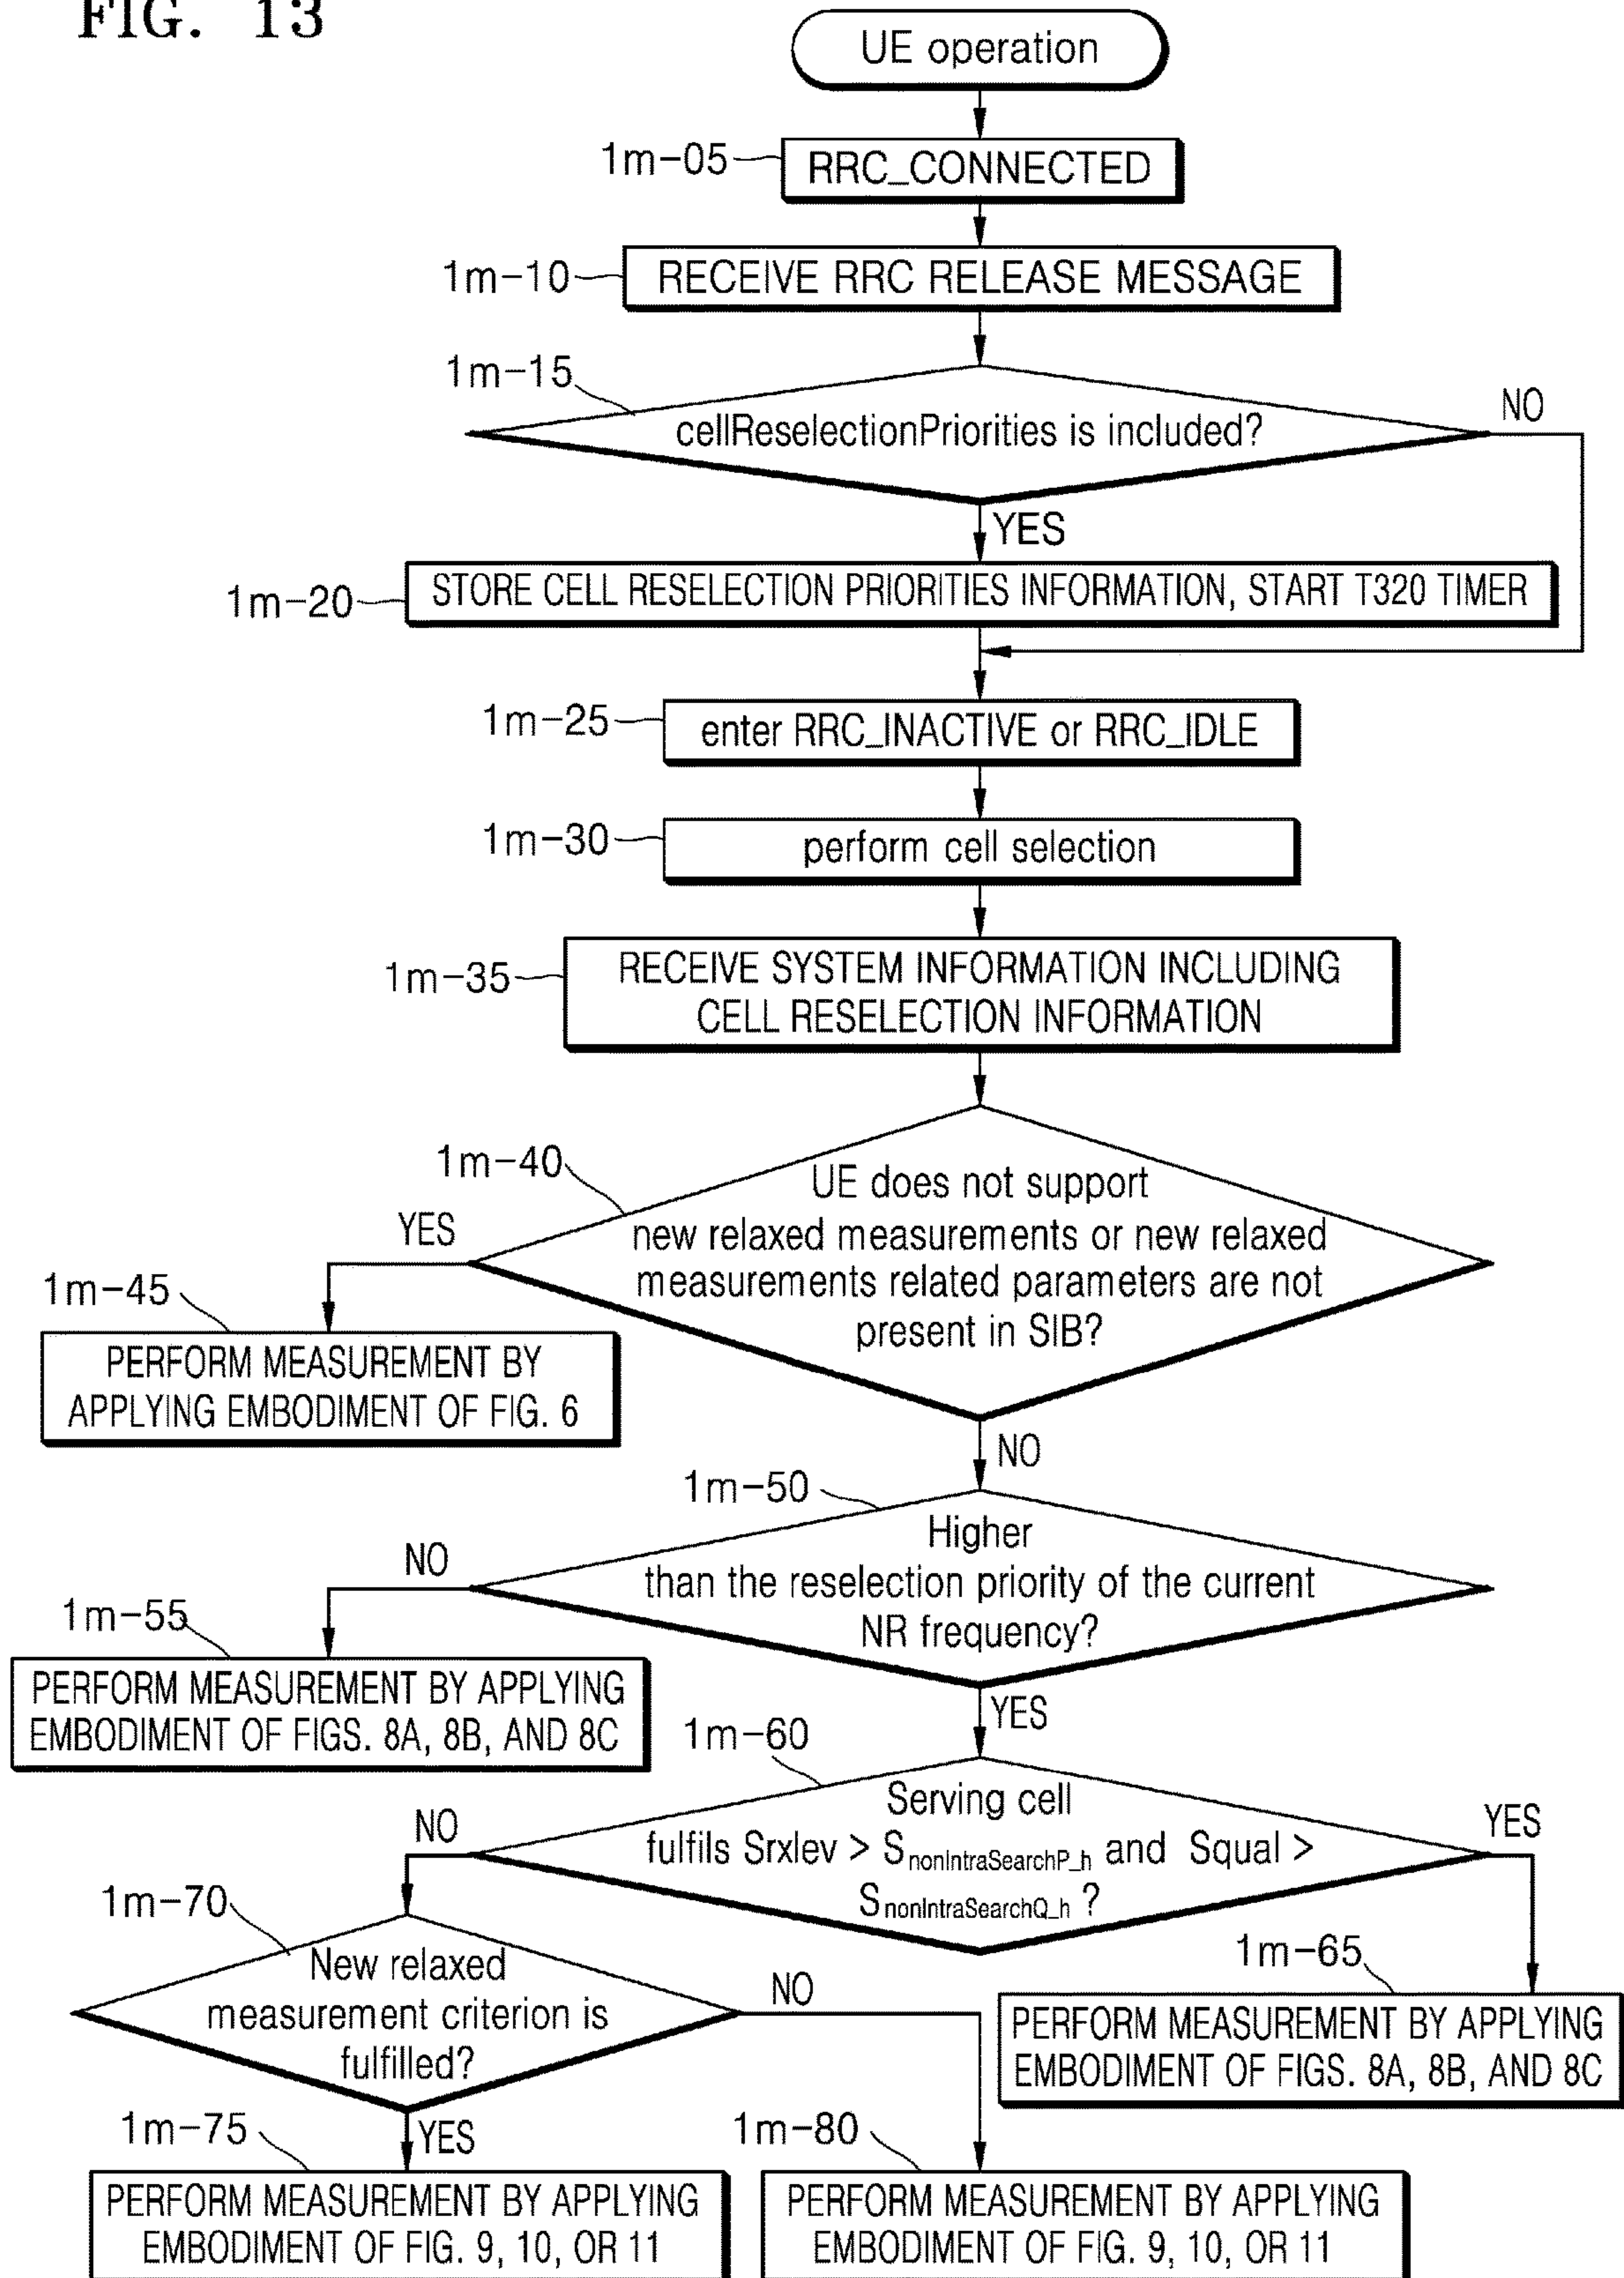 FIG. 13
UE operation
1m-05
RRC_CONNECTED
1m-10
RECEIVE RRC RELEASE MESSAGE
1m-15
cellReselectionPriorities is included?
NO
YES
1m-20
STORE CELL RESELECTION PRIORITIES INFORMATION, START T320 TIMER
1m-25
enter RRC_INACTIVE or RRC_IDLE
1m-30
perform cell selection
1m-35
RECEIVE SYSTEM INFORMATION INCLUDING
CELL RESELECTION INFORMATION
1m-40
UE does not support
new relaxed measurements or new relaxed
measurements related parameters are not
present in SIB?
YES
1m-45
PERFORM MEASUREMENT BY
APPLYING EMBODIMENT OF FIG. 6
NO
1m-50
Higher
than the reselection priority of the current
NR frequency?
NO
1m-55
PERFORM MEASUREMENT BY APPLYING
EMBODIMENT OF FIGS. 8A, 8B, AND 8C
YES
1m-60
Serving cell
fulfils Srxlev > SnonIntraSearchP_h and Squal >
SnonIntraSearchQ_h ?
NO
YES
1m-65
PERFORM MEASUREMENT BY APPLYING
EMBODIMENT OF FIGS. 8A, 8B, AND 8C
1m-70
New relaxed
measurement criterion is
fulfilled?
NO
YES
1m-75
PERFORM MEASUREMENT BY APPLYING
EMBODIMENT OF FIG. 9, 10, OR 11
1m-80
PERFORM MEASUREMENT BY APPLYING
EMBODIMENT OF FIG. 9, 10, OR 11